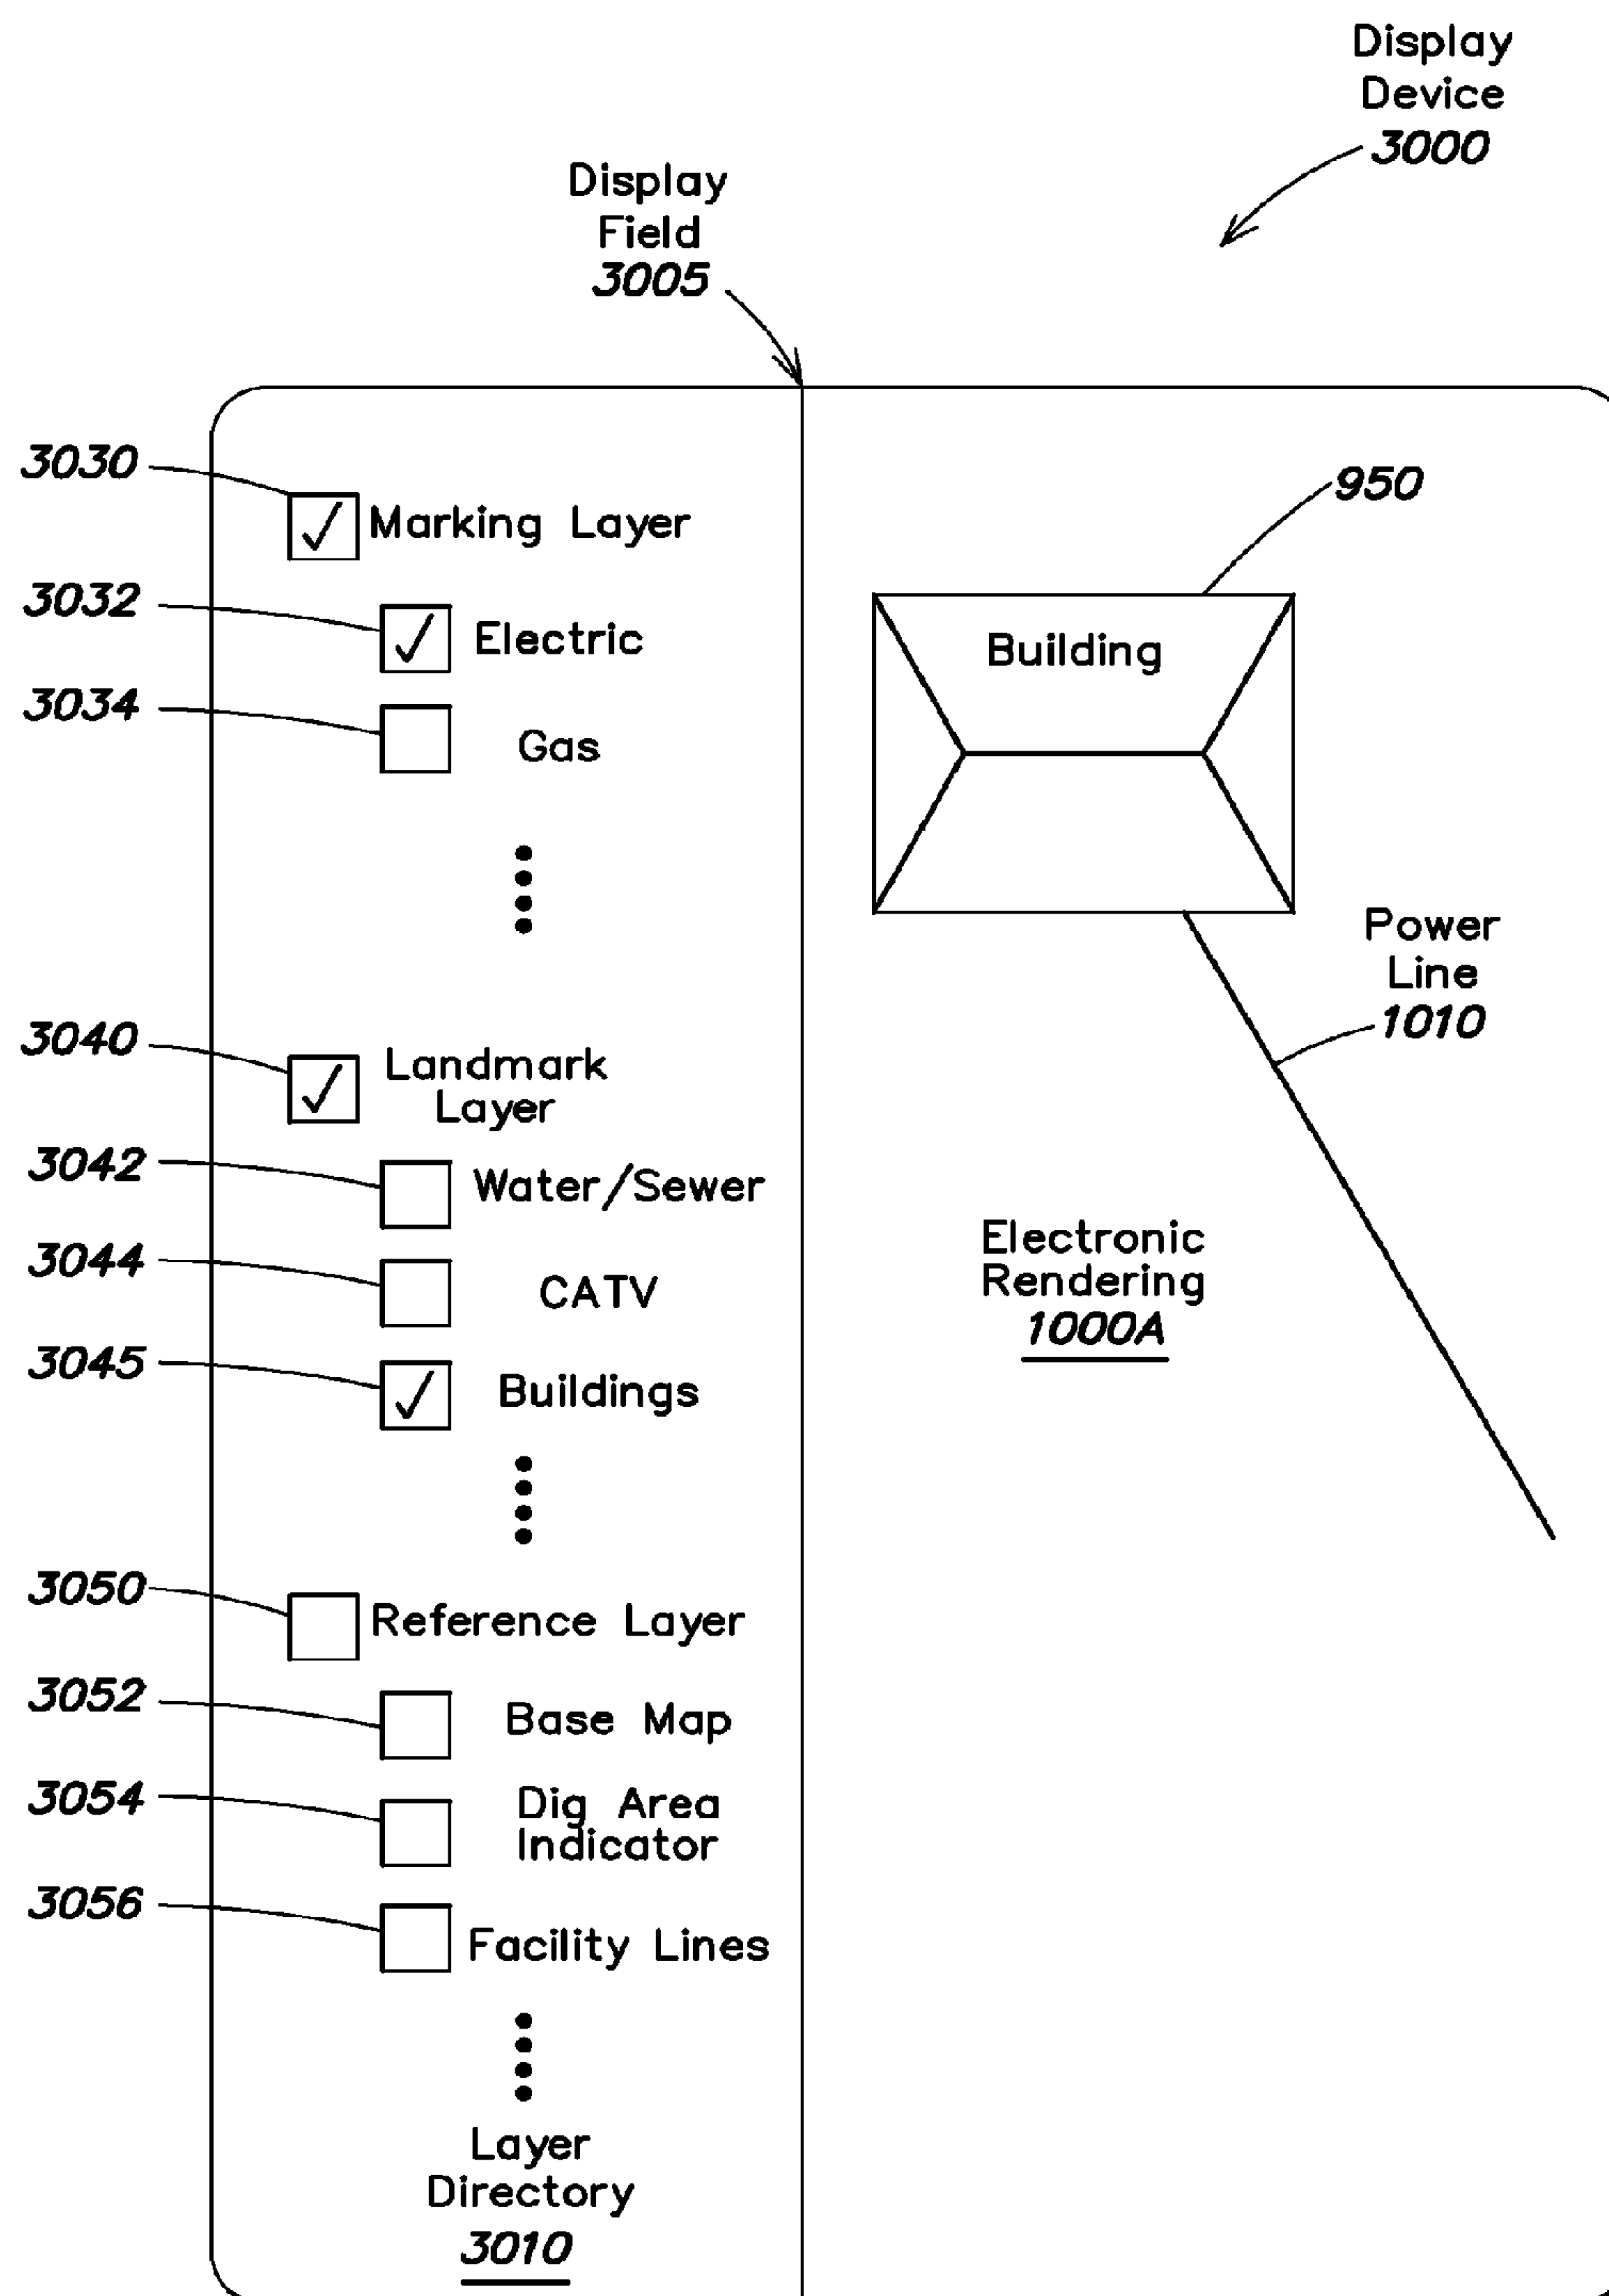 Display
Device
3000
Display
Field
3005
3030
Marking Layer
3032
Electric
3034
Gas
3040
Landmark
Layer
3042
Water/Sewer
3044
CATV
3045
Buildings
3050
Reference Layer
3052
Base Map
3054
Dig Area
Indicator
3056
Facility Lines
Layer
Directory
3010
950
Building
Power
Line
1010
Electronic
Rendering
1000A